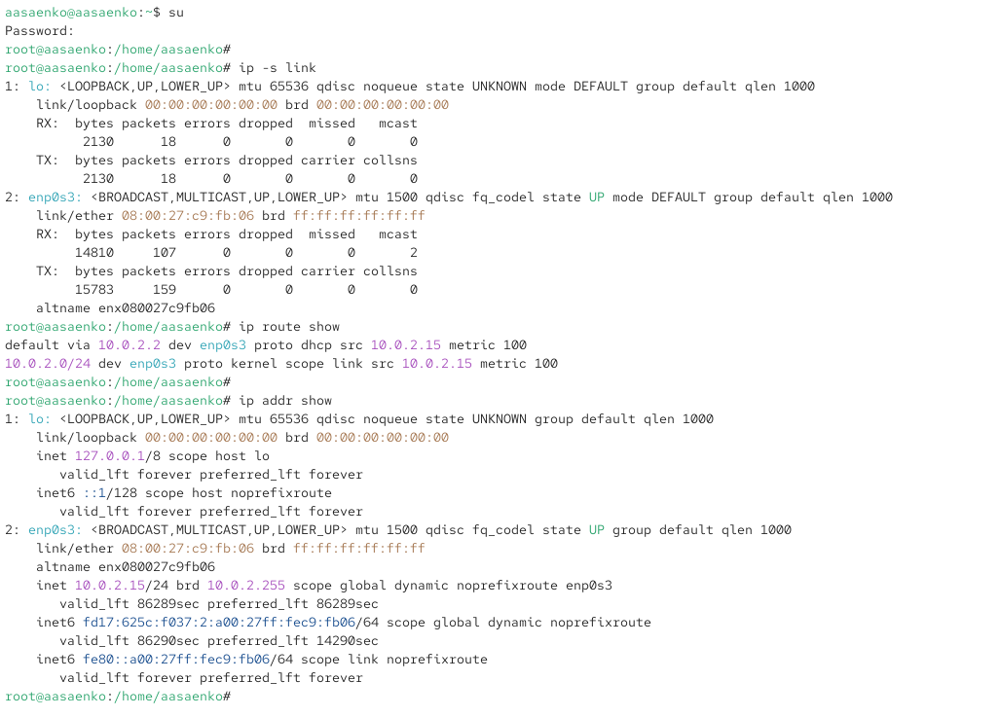 aasaenko@aasaenko:~$ su
Password:
root@aasaenko:/home/aasaenko#
root@aasaenko:/home/aasaenko# ip -s link
1: lo: <LOOPBACK,UP,LOWER_UP> mtu 65536 qdisc noqueue state UNKNOWN mode DEFAULT group default qlen 1000
    link/loopback 00:00:00:00:00:00 brd 00:00:00:00:00:00
    RX:  bytes packets errors dropped  missed   mcast
          2130      18      0       0       0       0
    TX:  bytes packets errors dropped carrier collsns
          2130      18      0       0       0       0
2: enp0s3: <BROADCAST,MULTICAST,UP,LOWER_UP> mtu 1500 qdisc fq_codel state UP mode DEFAULT group default qlen 1000
    link/ether 08:00:27:c9:fb:06 brd ff:ff:ff:ff:ff:ff
    RX:  bytes packets errors dropped  missed   mcast
         14810     107      0       0       0       2
    TX:  bytes packets errors dropped carrier collsns
         15783     159      0       0       0       0
    altname enx080027c9fb06
root@aasaenko:/home/aasaenko# ip route show
default via 10.0.2.2 dev enp0s3 proto dhcp src 10.0.2.15 metric 100
10.0.2.0/24 dev enp0s3 proto kernel scope link src 10.0.2.15 metric 100
root@aasaenko:/home/aasaenko#
root@aasaenko:/home/aasaenko# ip addr show
1: lo: <LOOPBACK,UP,LOWER_UP> mtu 65536 qdisc noqueue state UNKNOWN group default qlen 1000
    link/loopback 00:00:00:00:00:00 brd 00:00:00:00:00:00
    inet 127.0.0.1/8 scope host lo
       valid_lft forever preferred_lft forever
    inet6 ::1/128 scope host noprefixroute
       valid_lft forever preferred_lft forever
2: enp0s3: <BROADCAST,MULTICAST,UP,LOWER_UP> mtu 1500 qdisc fq_codel state UP group default qlen 1000
    link/ether 08:00:27:c9:fb:06 brd ff:ff:ff:ff:ff:ff
    altname enx080027c9fb06
    inet 10.0.2.15/24 brd 10.0.2.255 scope global dynamic noprefixroute enp0s3
       valid_lft 86289sec preferred_lft 86289sec
    inet6 fd17:625c:f037:2:a00:27ff:fec9:fb06/64 scope global dynamic noprefixroute
       valid_lft 86290sec preferred_lft 14290sec
    inet6 fe80::a00:27ff:fec9:fb06/64 scope link noprefixroute
       valid_lft forever preferred_lft forever
root@aasaenko:/home/aasaenko#